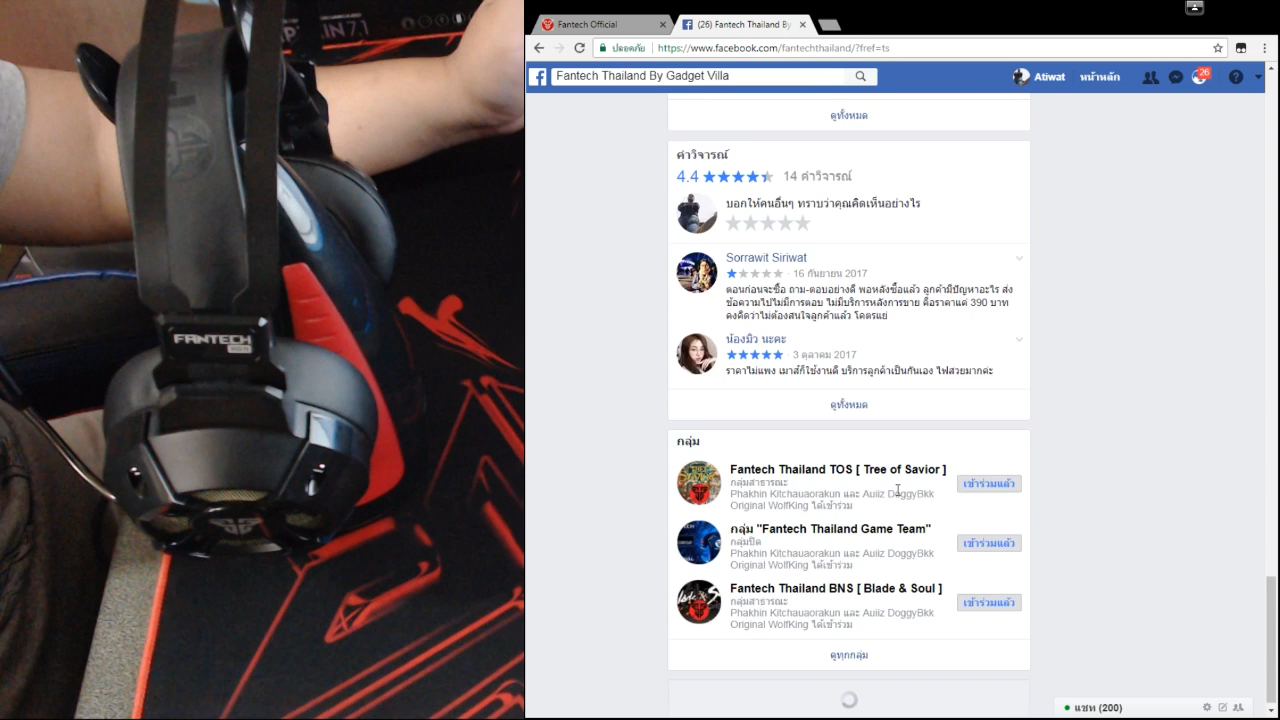 TAIN7.1
FANTECH
Fantech Official
(26) Fantech Thailand By
ปลอดภัย
https://www.facebook.com/fantechthailand/?fref=ts
Fantech Thailand By Gadget Villa
Atiwat
หน้าหลัก
26
ดูทั้งหมด
คำวิจารณ์
4.4
14 คำวิจารณ์
บอกให้คนอื่นๆ ทราบว่าคุณคิดเห็นอย่างไร
Sorrawit Siriwat
16 กันยายน 2017
ตอนก่อนจะซื้อ ถาม-ตอบอย่างดี พอหลังซื้อแล้ว ลูกค้ามีปัญหาอะไร ส่ง
ข้อความไปไม่มีการตอบ ไม่มีบริการหลังการขาย คือราคาแค่ 390 บาท
คงคิดว่าไม่ต้องสนใจลูกค้าแล้ว โคตรแย่
น้องมิว นะคะ
3 ตุลาคม 2017
ราคาไม่แพง เมาส์ก็ใช้งานดี บริการลูกค้าเป็นกันเอง ไฟสวยมากค่ะ
ดูทั้งหมด
กลุ่ม
Fantech Thailand TOS [ Tree of Savior ]
กลุ่มสาธารณะ
Phakhin Kitchauaorakun และ Auiiz DoggyBkk
Original WolfKing ได้เข้าร่วม
เข้าร่วมแล้ว
กลุ่ม "Fantech Thailand Game Team"
กลุ่มปิด
Phakhin Kitchauaorakun และ Auiiz DoggyBkk
Original WolfKing ได้เข้าร่วม
เข้าร่วมแล้ว
Fantech Thailand BNS [ Blade & Soul ]
กลุ่มสาธารณะ
Phakhin Kitchauaorakun และ Auiiz DoggyBkk
Original WolfKing ได้เข้าร่วม
เข้าร่วมแล้ว
ดูทุกกลุ่ม
แชท (200)